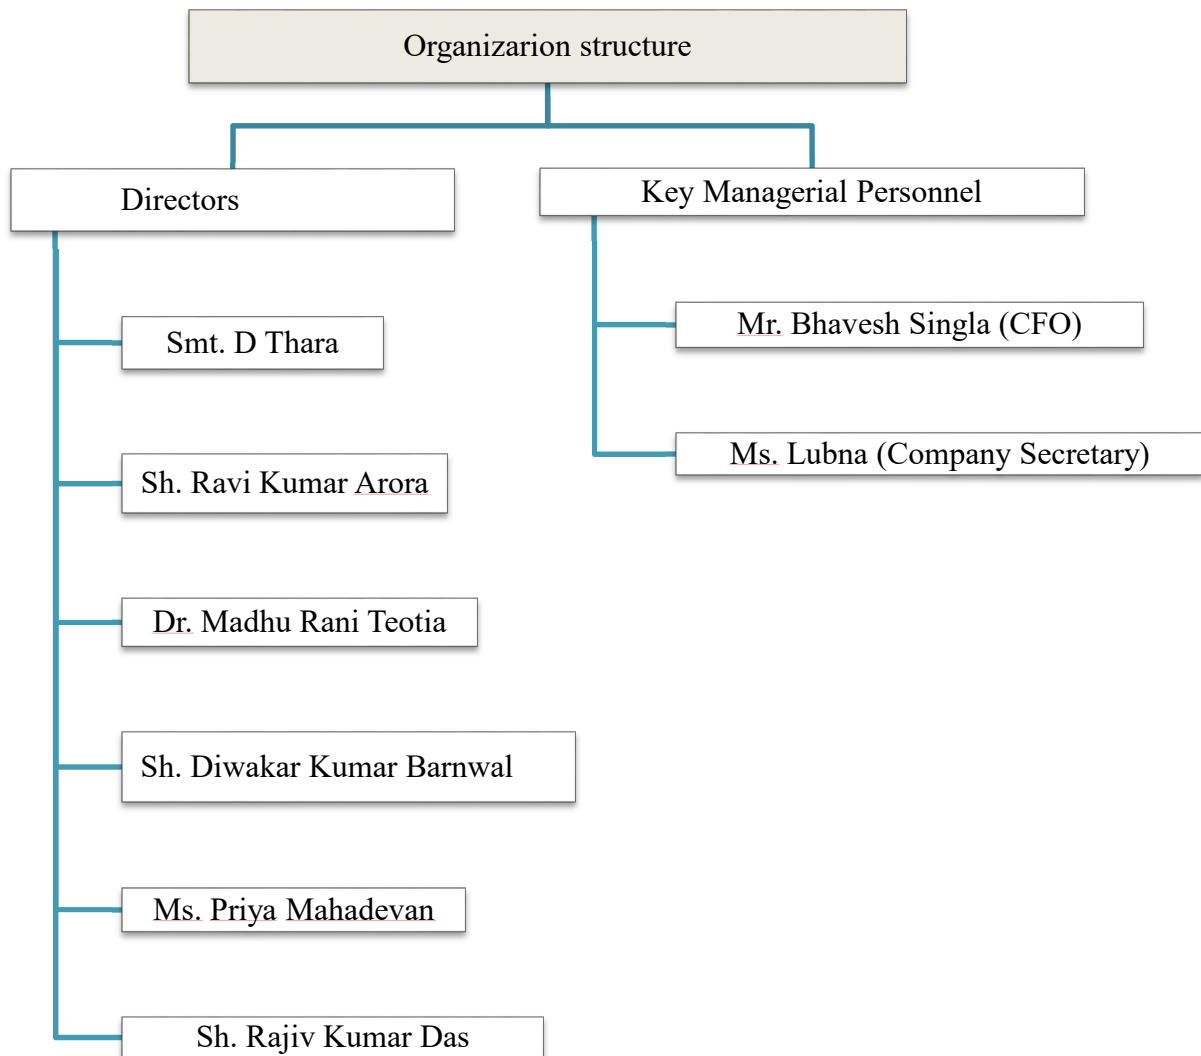 Organizarion structure
Directors
Key Managerial Personnel
Smt. D Thara
Sh. Ravi Kumar Arora
Dr. Madhu Rani Teotia
Sh. Diwakar Kumar Barnwal
Ms. Priya Mahadevan
Sh. Rajiv Kumar Das
Mr. Bhavesh Singla (CFO)
Ms. Lubna (Company Secretary)